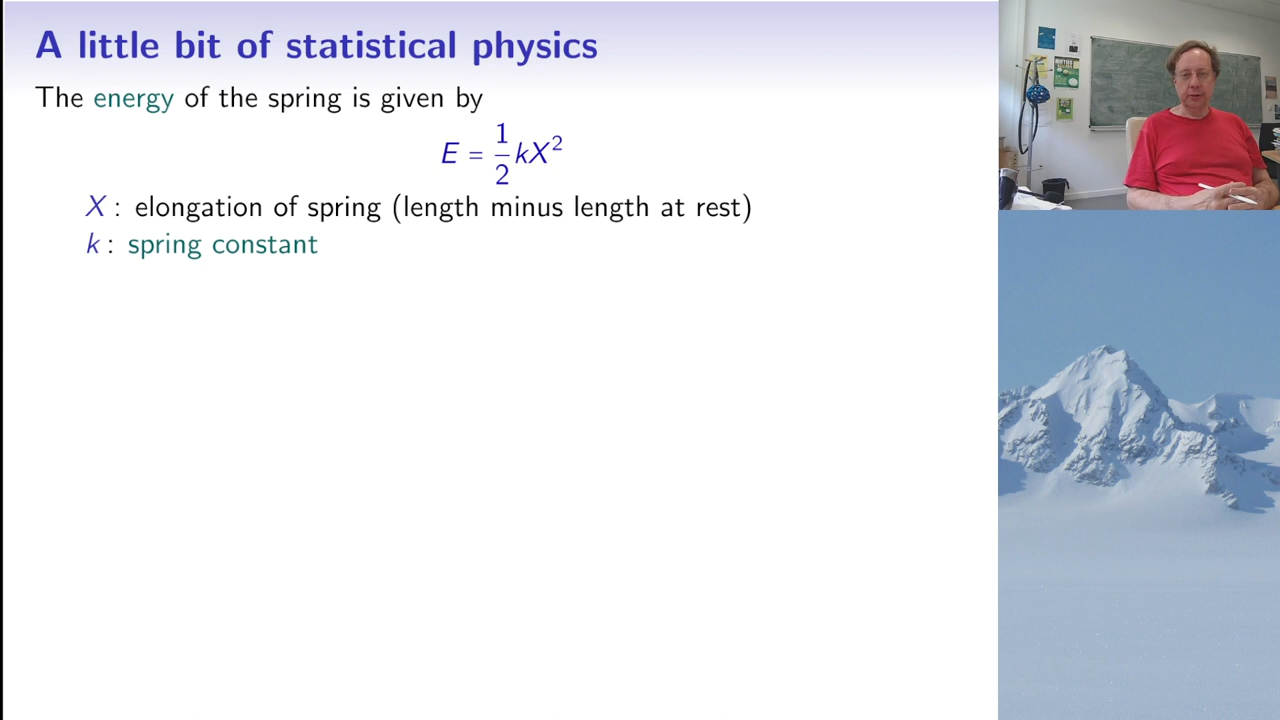 A little bit of statistical physics
The energy of the spring is given by
E = \frac{1}{2} kX^2
X : elongation of spring (length minus length at rest)
k : spring constant